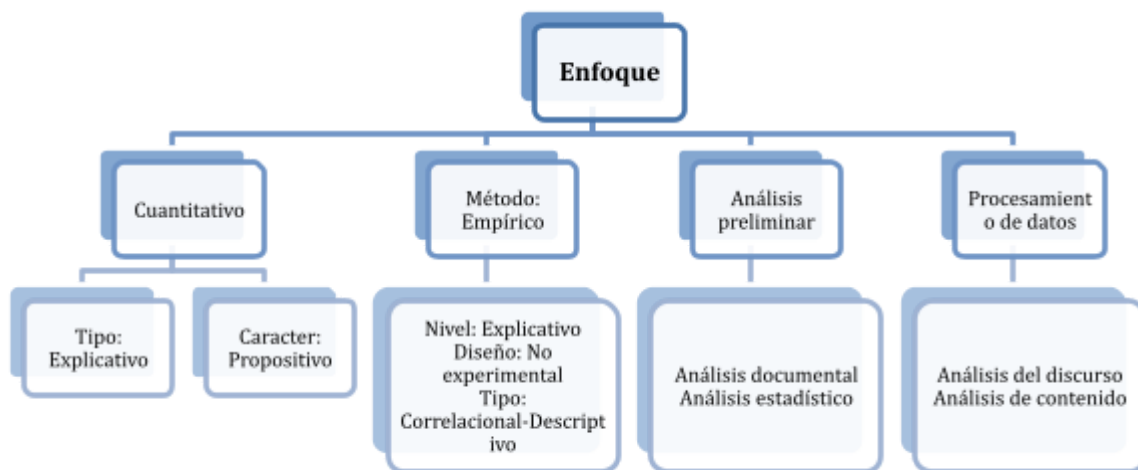 Enfoque
Cuantitativo
Método:
Empírico
Análisis
preliminar
Procesamient
o de datos
Tipo:
Explicativo
Caracter:
Propositivo
Nivel: Explicativo
Diseño: No
experimental
Tipo:
Correlacional-Descript
ivo
Análisis documental
Análisis estadístico
Análisis del discurso
Análisis de contenido